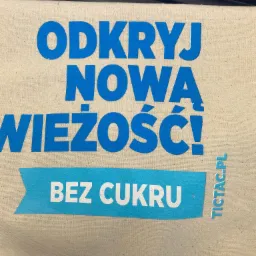 ODKRYJ
NOWĄ
WIEŻOŚĆ!
BEZ CUKRU
TICTAC.PL